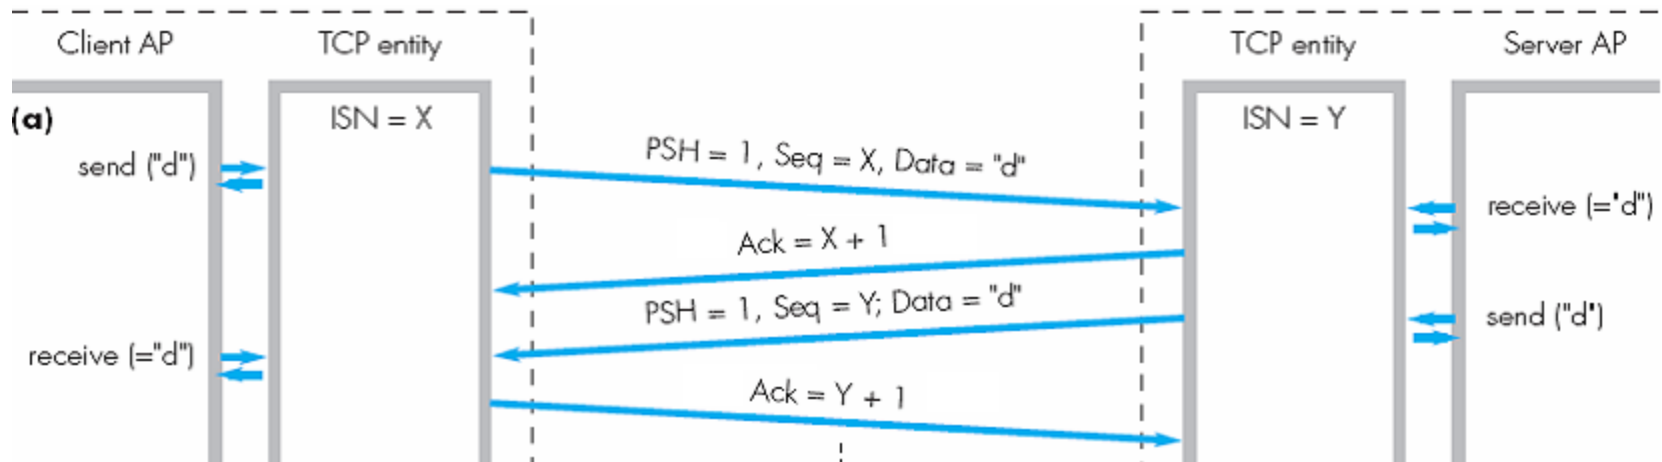 Client AP
TCP entity
TCP entity
Server AP
(a)
ISN = X
ISN = Y
send ("d")
PSH = 1, Seq = X, Data = "d"
receive (='d")
Ack = X + 1
PSH = 1, Seq = Y; Data = "d"
send ("d')
receive (="d")
Ack = Y + 1